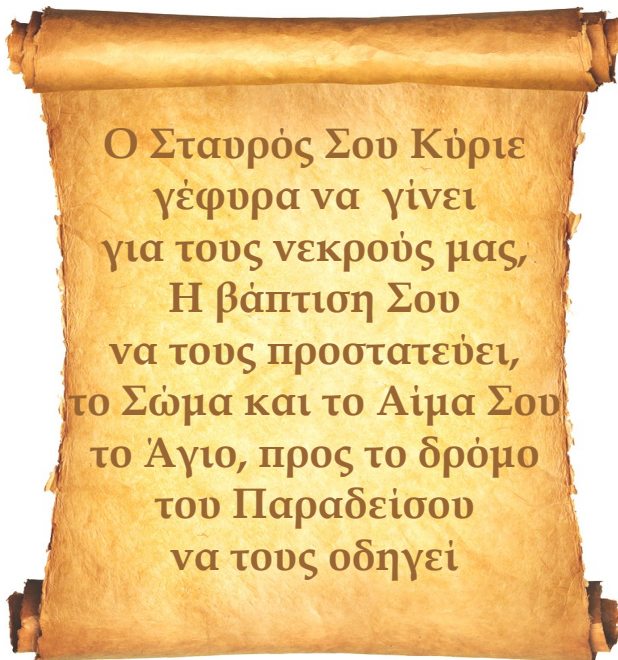 Ο Σταυρός Σου Κύριε
γέφυρα να γίνει
για τους νεκρούς μας,
Η βάπτιση Σου
να τους προστατεύει,
το Σώμα και το Αίμα Σου
το Άγιο, προς το δρόμο
του Παραδείσου
να τους οδηγεί